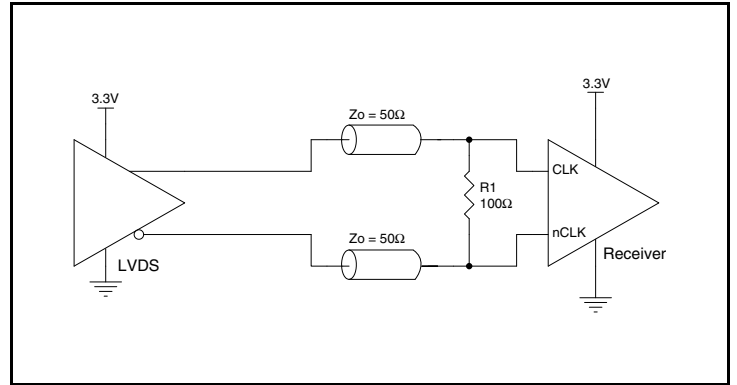 3.3V
Zo = 50Ω
3.3V
CLK
R1
100Ω
nCLK
Zo = 50Ω
LVDS
Receiver